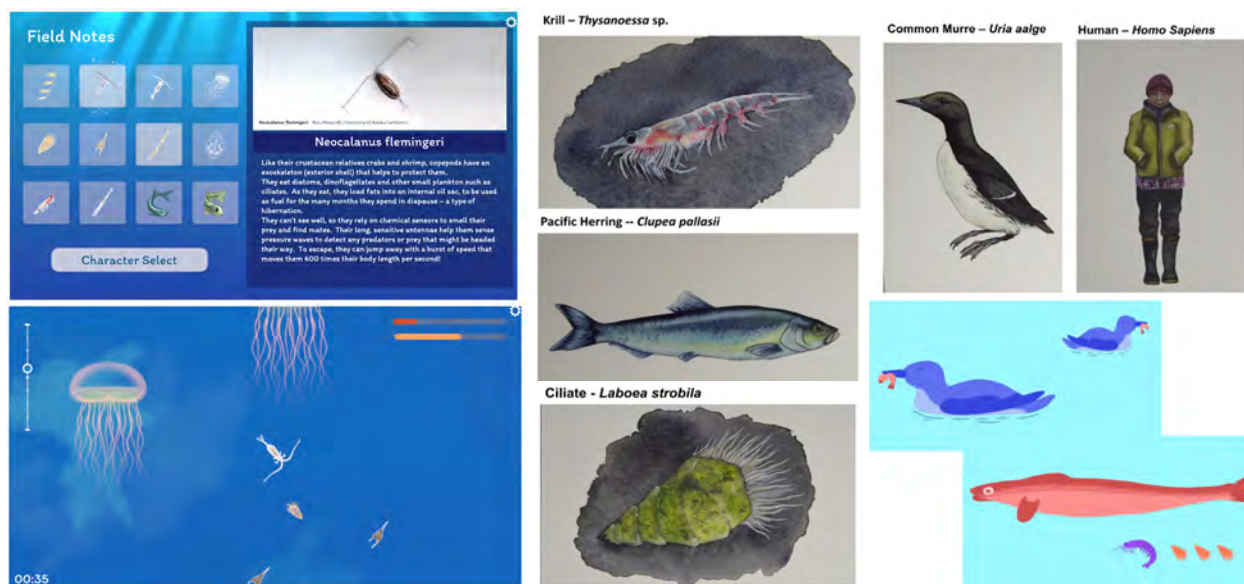 Field Notes
Neocalanus flemingeri
Neocalanus flemingeri
Like their crustacean relatives crabs and shrimp, copepods have an
exoskeleton (exterior shell) that helps to protect them.
They eat diatoms, dinoflagellates and other small plankton such as
ciliates. As they eat, they load fats into an internal oil sac, to be used
as fuel for the many months they spend in diapause – a type of
hibernation.
They can't see well, so they rely on chemical sensors to smell their
prey and find mates. Their long, sensitive antennae help them sense
pressure waves to detect any predators or prey that might be headed
their way. To escape, they can jump away with a burst of speed that
moves them 600 times their body length per second!
Character Select
00:35
Krill – Thysanoessa sp.
Pacific Herring -- Clupea pallasii
Ciliate - Laboea strobila
Common Murre – Uria aalge
Human – Homo Sapiens